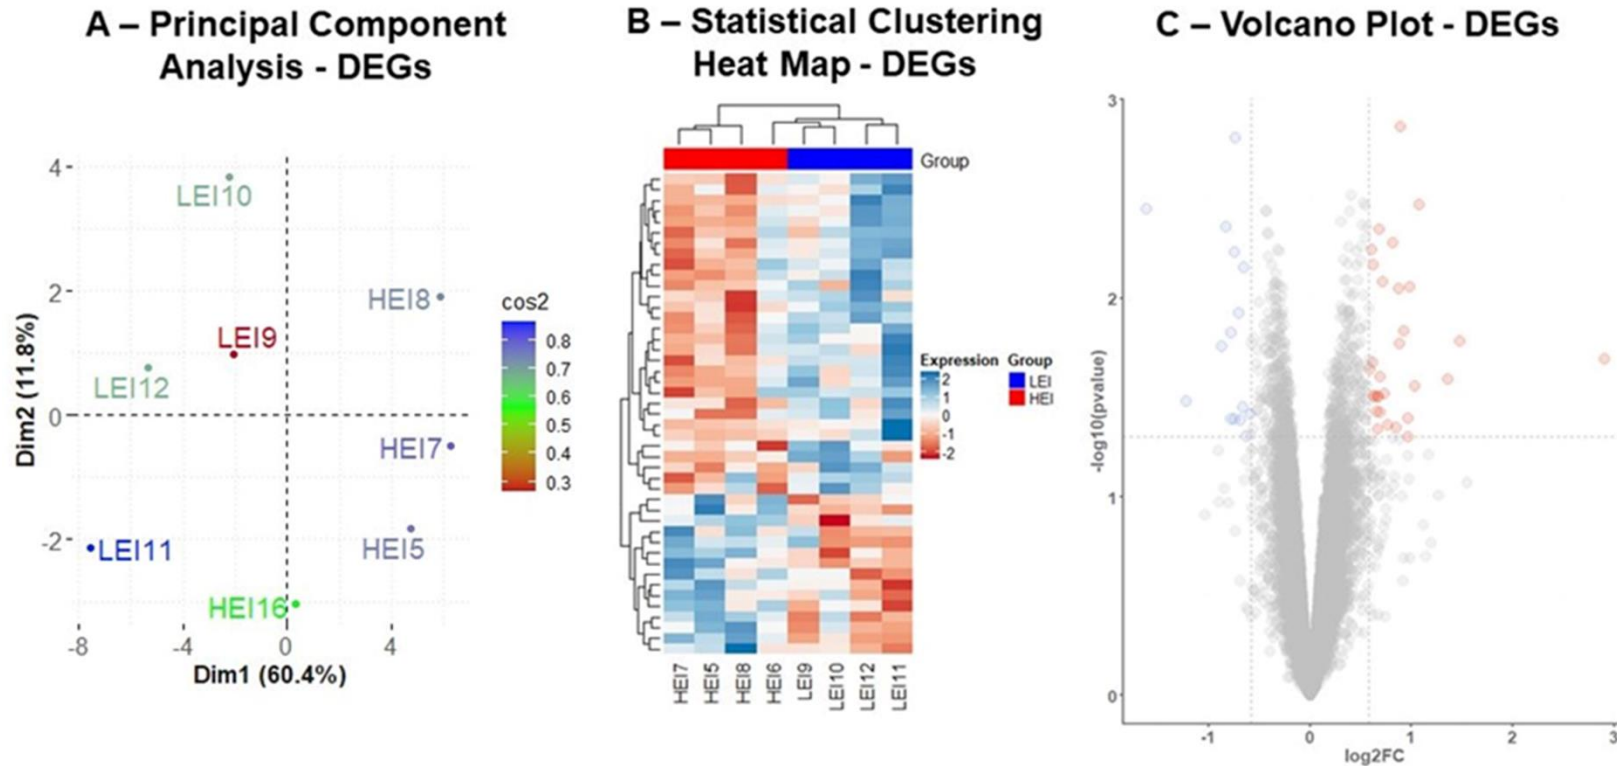 A – Principal Component
Analysis - DEGs
4
2
0
-2
-8
-4
0
4
Dim2 (11.8%)
Dim1 (60.4%)
LEI10
HEI8
LEI9
LEI12
HEI7
LEI11
HEI5
HEI16
cos2
0.8
0.7
0.6
0.5
0.4
0.3
B – Statistical Clustering
Heat Map - DEGs
Group
Expression
2
1
0
-1
-2
Group
LEI
HEI
HEI7
HEI5
HEI8
HEI6
LEI9
LEI10
LEI12
LEI11
C – Volcano Plot - DEGs
3
2
1
0
-log10(pvalue)
-1
0
1
2
3
log2FC